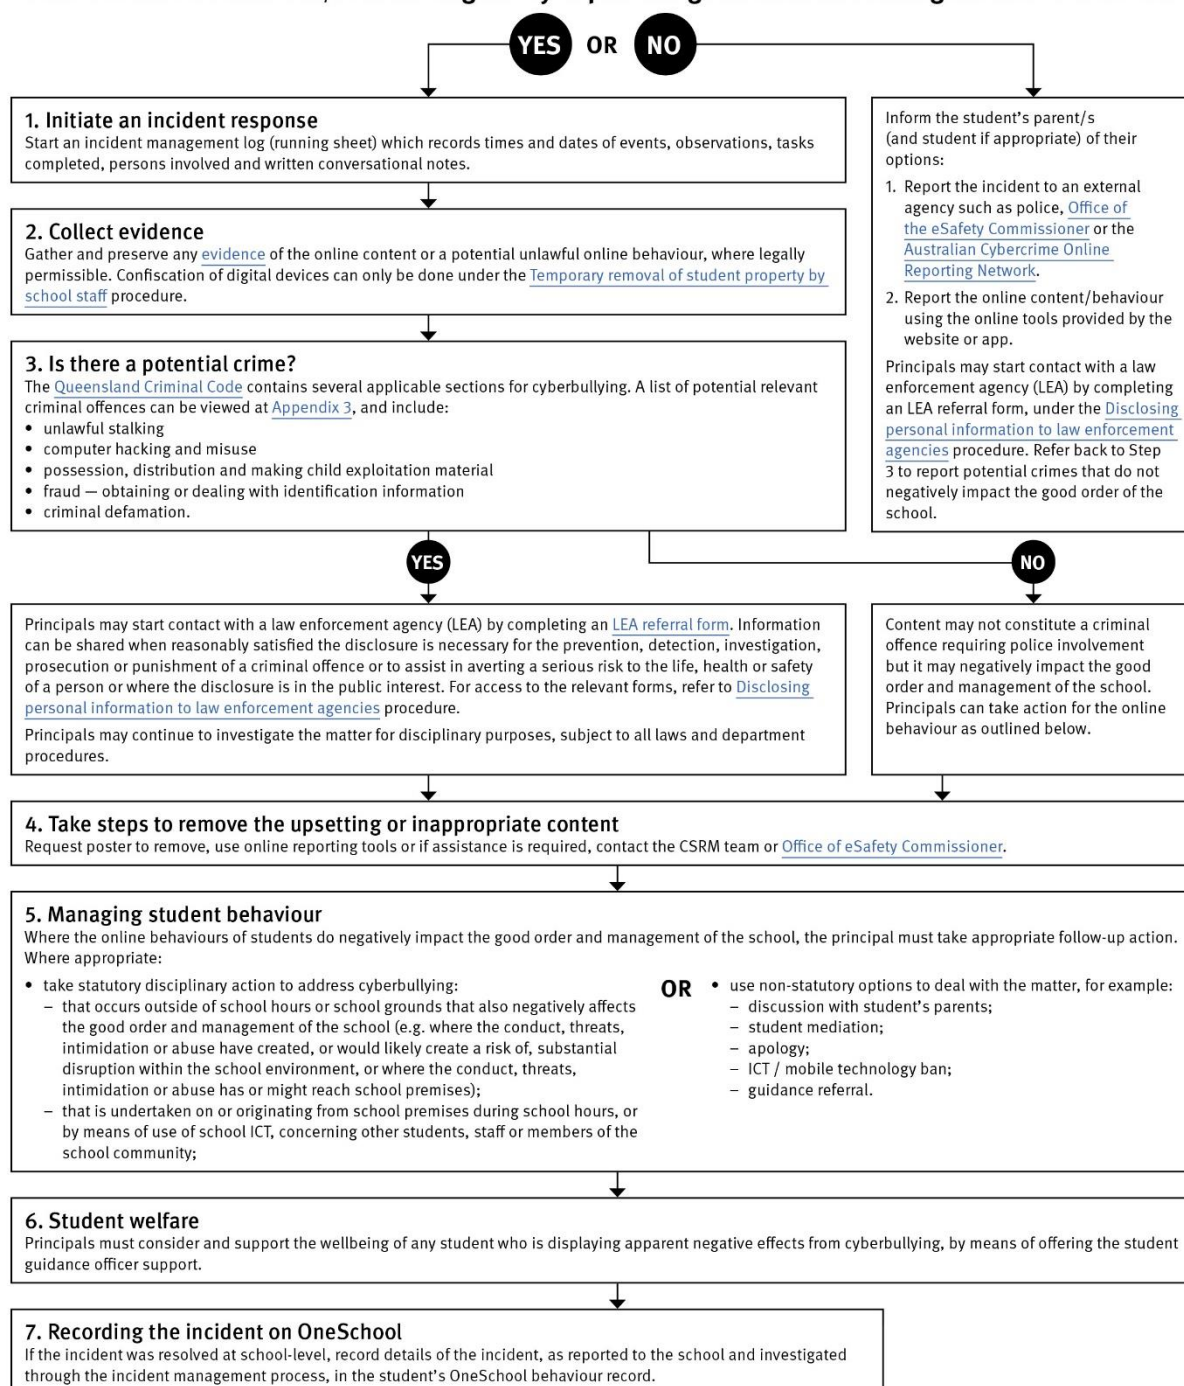 YES OR NO
1. Initiate an incident response
Start an incident management log (running sheet) which records times and dates of events, observations, tasks
completed, persons involved and written conversational notes.
2. Collect evidence
Gather and preserve any evidence of the online content or a potential unlawful online behaviour, where legally
permissible. Confiscation of digital devices can only be done under the Temporary removal of student property by
school staff procedure.
3. Is there a potential crime?
The Queensland Criminal Code contains several applicable sections for cyberbullying. A list of potential relevant
criminal offences can be viewed at Appendix 3, and include:
• unlawful stalking
• computer hacking and misuse
• possession, distribution and making child exploitation material
• fraud — obtaining or dealing with identification information
• criminal defamation.
Inform the student's parent/s
(and student if appropriate) of their
options:
1. Report the incident to an external
agency such as police, Office of
the eSafety Commissioner or the
Australian Cybercrime Online
Reporting Network.
2. Report the online content/behaviour
using the online tools provided by the
website or app.
Principals may start contact with a law
enforcement agency (LEA) by completing
an LEA referral form, under the Disclosing
personal information to law enforcement
agencies procedure. Refer back to Step
3 to report potential crimes that do not
negatively impact the good order of the
school.
YES
NO
Principals may start contact with a law enforcement agency (LEA) by completing an LEA referral form. Information
can be shared when reasonably satisfied the disclosure is necessary for the prevention, detection, investigation,
prosecution or punishment of a criminal offence or to assist in averting a serious risk to the life, health or safety
of a person or where the disclosure is in the public interest. For access to the relevant forms, refer to Disclosing
personal information to law enforcement agencies procedure.
Principals may continue to investigate the matter for disciplinary purposes, subject to all laws and department
procedures.
Content may not constitute a criminal
offence requiring police involvement
but it may negatively impact the good
order and management of the school.
Principals can take action for the online
behaviour as outlined below.
4. Take steps to remove the upsetting or inappropriate content
Request poster to remove, use online reporting tools or if assistance is required, contact the CSRM team or Office of eSafety Commissioner.
5. Managing student behaviour
Where the online behaviours of students do negatively impact the good order and management of the school, the principal must take appropriate follow-up action.
Where appropriate:
• take statutory disciplinary action to address cyberbullying:
– that occurs outside of school hours or school grounds that also negatively affects
the good order and management of the school (e.g. where the conduct, threats,
intimidation or abuse have created, or would likely create a risk of, substantial
disruption within the school environment, or where the conduct, threats,
intimidation or abuse has or might reach school premises);
– that is undertaken on or originating from school premises during school hours, or
by means of use of school ICT, concerning other students, staff or members of the
school community;
OR
• use non-statutory options to deal with the matter, for example:
– discussion with student's parents;
– student mediation;
– apology;
– ICT / mobile technology ban;
– guidance referral.
6. Student welfare
Principals must consider and support the wellbeing of any student who is displaying apparent negative effects from cyberbullying, by means of offering the student
guidance officer support.
7. Recording the incident on OneSchool
If the incident was resolved at school-level, record details of the incident, as reported to the school and investigated
through the incident management process, in the student's OneSchool behaviour record.